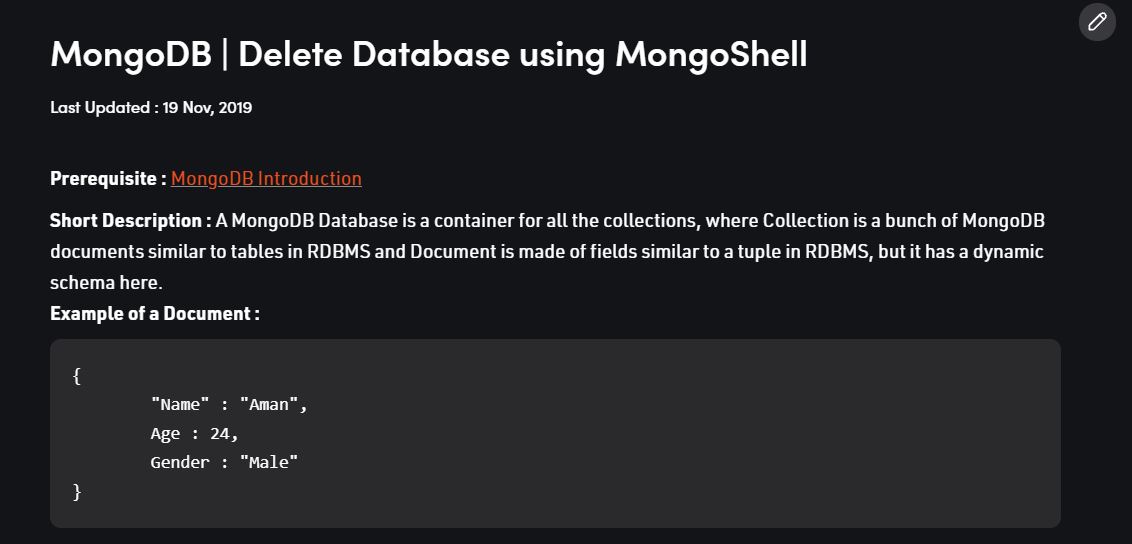 MongoDB | Delete Database using MongoShell
Last Updated : 19 Nov, 2019
Prerequisite : MongoDB Introduction
Short Description : A MongoDB Database is a container for all the collections, where Collection is a bunch of MongoDB
documents similar to tables in RDBMS and Document is made of fields similar to a tuple in RDBMS, but it has a dynamic
schema here.
Example of a Document :
{
        "Name" : "Aman",
        Age : 24,
        Gender : "Male"
}